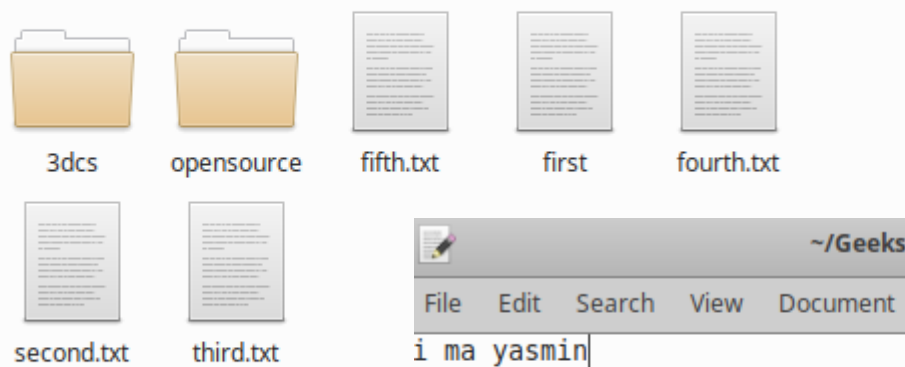 3dcs opensource fifth.txt first fourth.txt
second.txt third.txt
~/Geeks
File Edit Search View Document
i ma yasmin